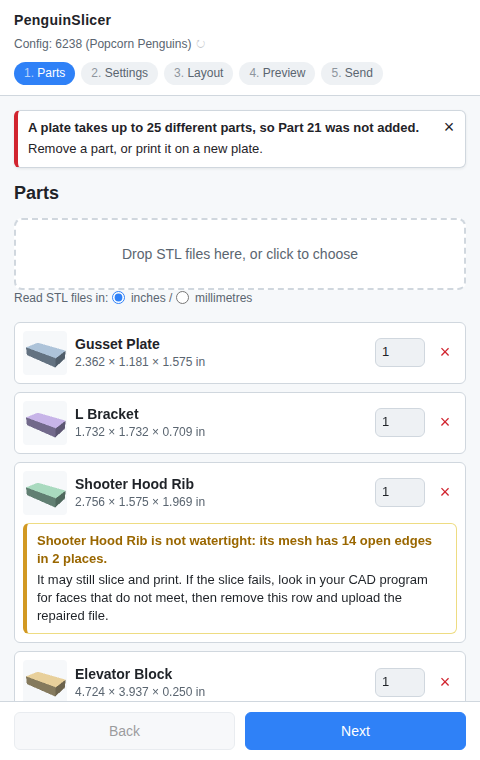 PenguinSlicer
Config: 6238 (Popcorn Penguins)
1. Parts
2. Settings
3. Layout
4. Preview
5. Send
A plate takes up to 25 different parts, so Part 21 was not added.
×
Remove a part, or print it on a new plate.
Parts
Drop STL files here, or click to choose
Read STL files in: inches / millimetres
Gusset Plate
2.362 × 1.181 × 1.575 in
1
×
L Bracket
1.732 × 1.732 × 0.709 in
1
×
Shooter Hood Rib
2.756 × 1.575 × 1.969 in
1
×
Shooter Hood Rib is not watertight: its mesh has 14 open edges
in 2 places.
It may still slice and print. If the slice fails, look in your CAD program
for faces that do not meet, then remove this row and upload the
repaired file.
Elevator Block
4.724 × 3.937 × 0.250 in
1
×
Back
Next